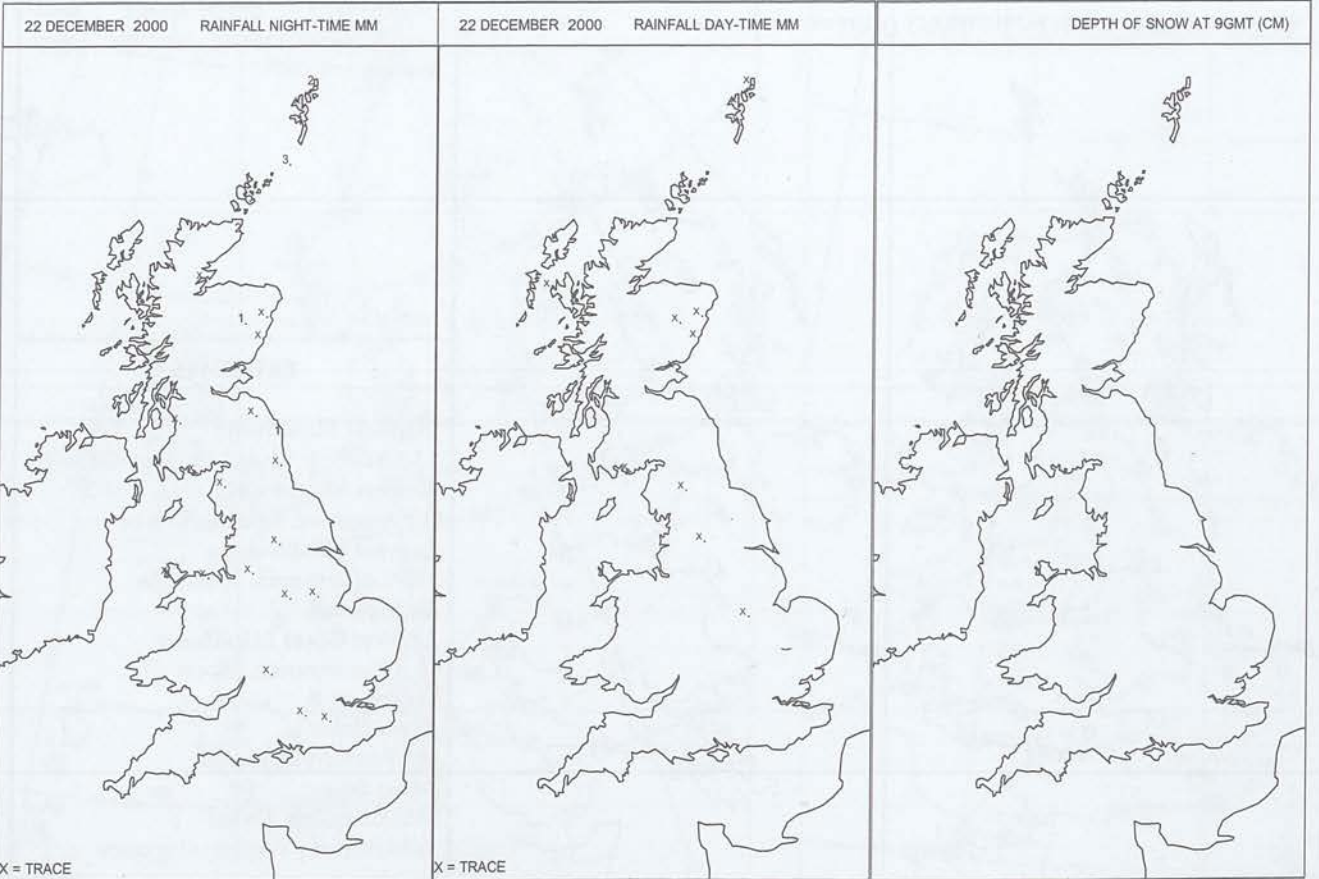 22 DECEMBER 2000 RAINFALL NIGHT-TIME MM
2
3.
1. x.
x.
x.
x.
x.
x.
x.
x.
x.
x. x.
x.
x. x.
X = TRACE
22 DECEMBER 2000 RAINFALL DAY-TIME MM
x
x
x. x.
x.
x.
x.
x.
X = TRACE
DEPTH OF SNOW AT 9GMT (CM)